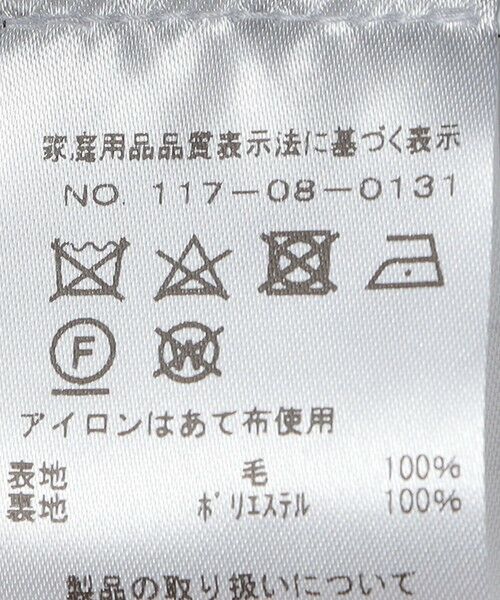 家庭用品品質表示法に基づく表示
NO. 117-08-0131
F
W
アイロンはあて布使用
表地 毛 100%
裏地 ポリエステル 100%
製品の取り扱いについて